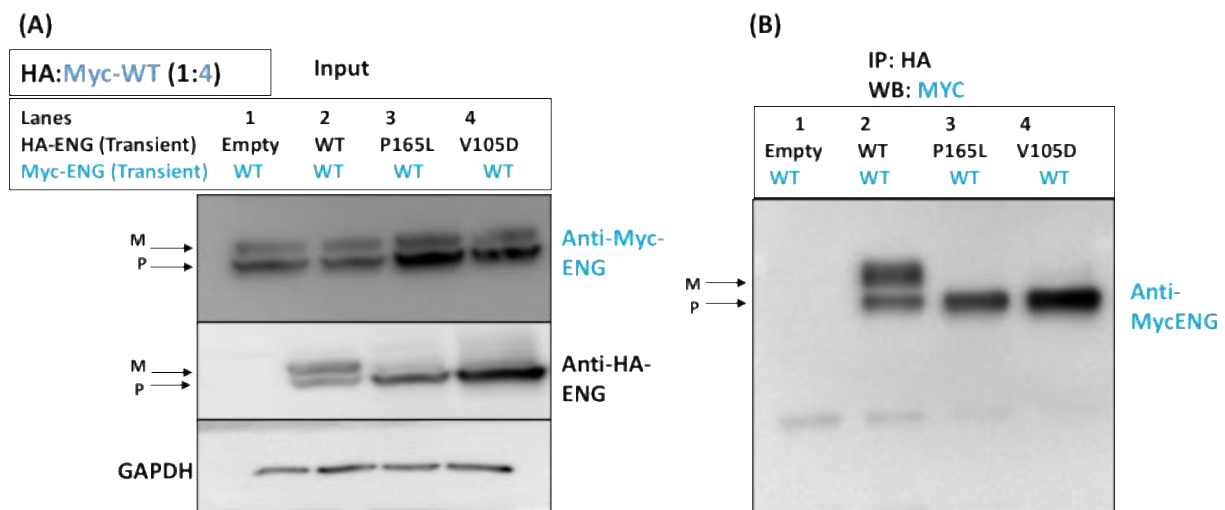 (A)
HA:Myc-WT (1:4)
Input
Lanes 1 2 3 4
HA-ENG (Transient) Empty WT P165L V105D
Myc-ENG (Transient) WT WT WT WT
M
P
Anti-Myc-
ENG
M
P
Anti-HA-
ENG
GAPDH
(B)
IP: HA
WB: MYC
1 2 3 4
Empty WT P165L V105D
WT WT WT WT
M
P
Anti-
MycENG